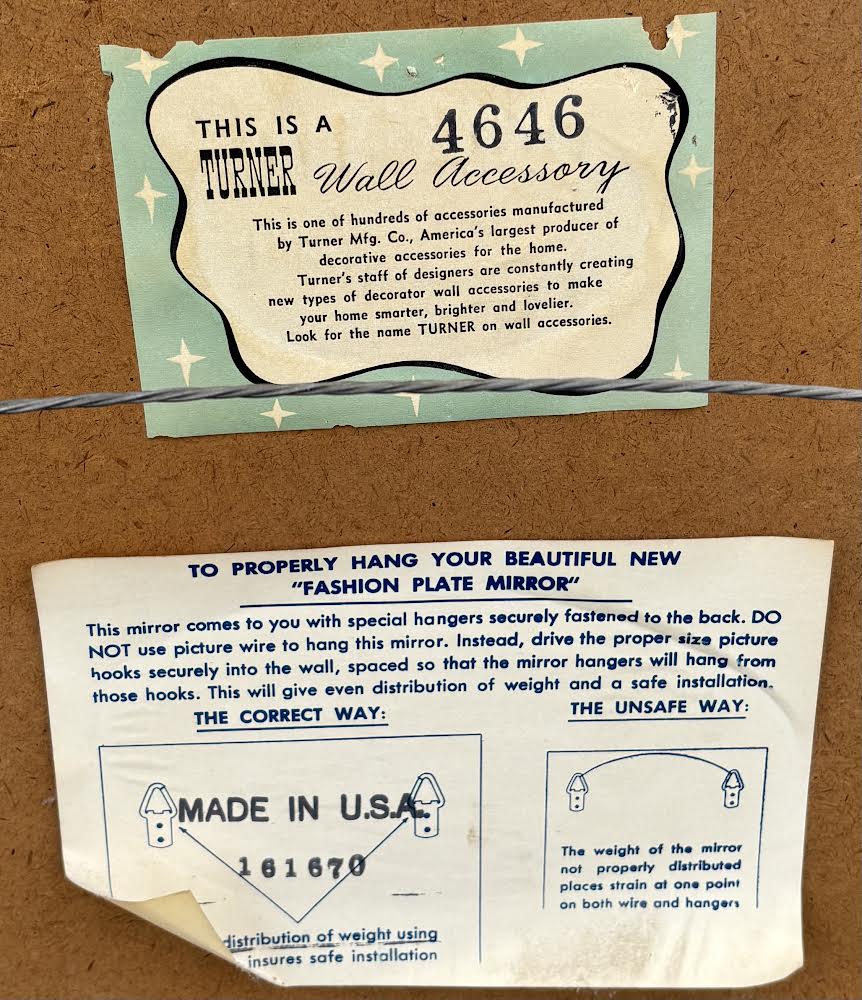 THIS IS A
4646
TURNER Wall Accessory
This is one of hundreds of accessories manufactured
by Turner Mfg. Co., America's largest producer of
decorative accessories for the home.
Turner's staff of designers are constantly creating
new types of decorator wall accessories to make
your home smarter, brighter and lovelier.
Look for the name TURNER on wall accessories.
TO PROPERLY HANG YOUR BEAUTIFUL NEW
"FASHION PLATE MIRROR"
This mirror comes to you with special hangers securely fastened to the back. DO
NOT use picture wire to hang this mirror. Instead, drive the proper size picture
hooks securely into the wall, spaced so that the mirror hangers will hang from
those hooks. This will give even distribution of weight and a safe installation.
THE CORRECT WAY:
MADE IN U.S.A.
161670
distribution of weight using
insures safe installation
THE UNSAFE WAY:
The weight of the mirror
not properly distributed
places strain at one point
on both wire and hangers